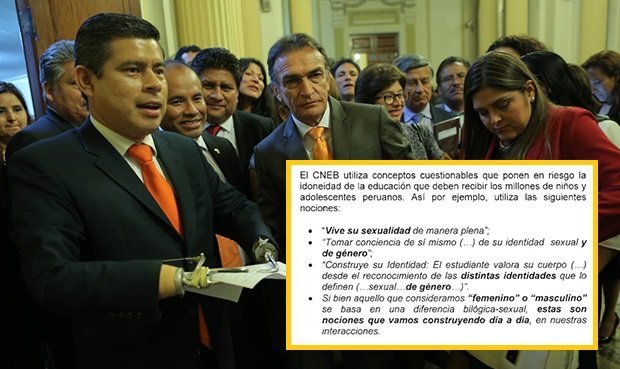 El CNEB utiliza conceptos cuestionables que ponen en riesgo la
idoneidad de la educación que deben recibir los millones de niños y
adolescentes peruanos. Así por ejemplo, utiliza las siguientes
nociones:
• "Vive su sexualidad de manera plena";
• "Tomar conciencia de sí mismo (...) de su identidad sexual y
de género";
• "Construye su Identidad: El estudiante valora su cuerpo (...)
desde el reconocimiento de las distintas identidades que lo
definen (...sexual...de género...)".
• Si bien aquello que consideramos "femenino" o "masculino"
se basa en una diferencia bilógica-sexual, estas son
nociones que vamos construyendo día a día, en nuestras
interacciones.